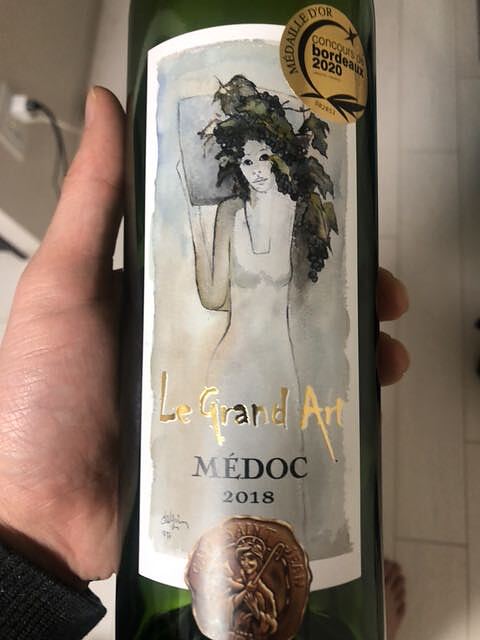 MÉDAILLE D'OR
concours de
bordeaux
2020
Le Grand Art
MÉDOC
2018